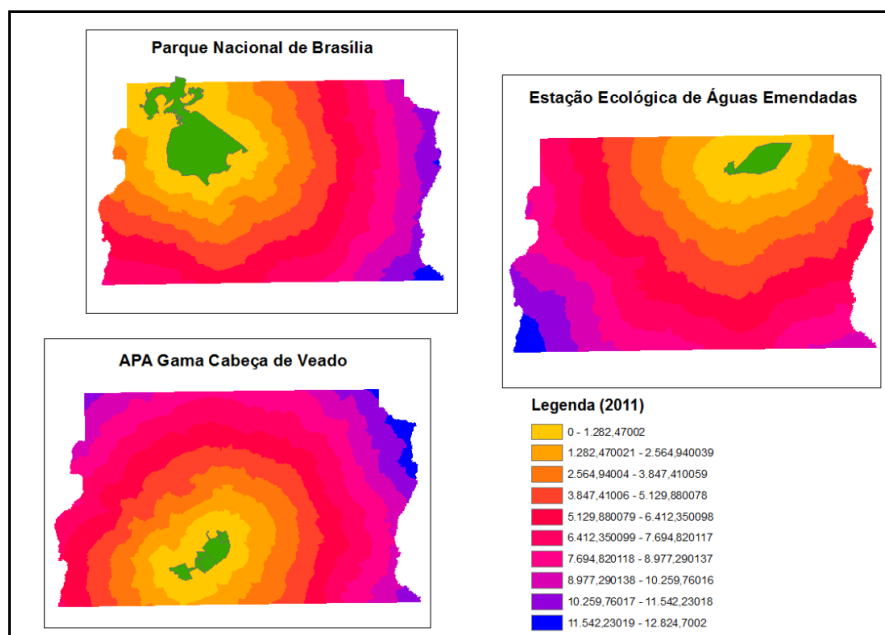 Parque Nacional de Brasília
Estação Ecológica de Águas Emendadas
APA Gama Cabeça de Veado
Legenda (2011)
0 - 1.282,47002
1.282,470021 - 2.564,940039
2.564,94004 - 3.847,410059
3.847,41006 - 5.129,880078
5.129,880079 - 6.412,350098
6.412,350099 - 7.694,820117
7.694,820118 - 8.977,290137
8.977,290138 - 10.259,76016
10.259,76017 - 11.542,23018
11.542,23019 - 12.824,7002